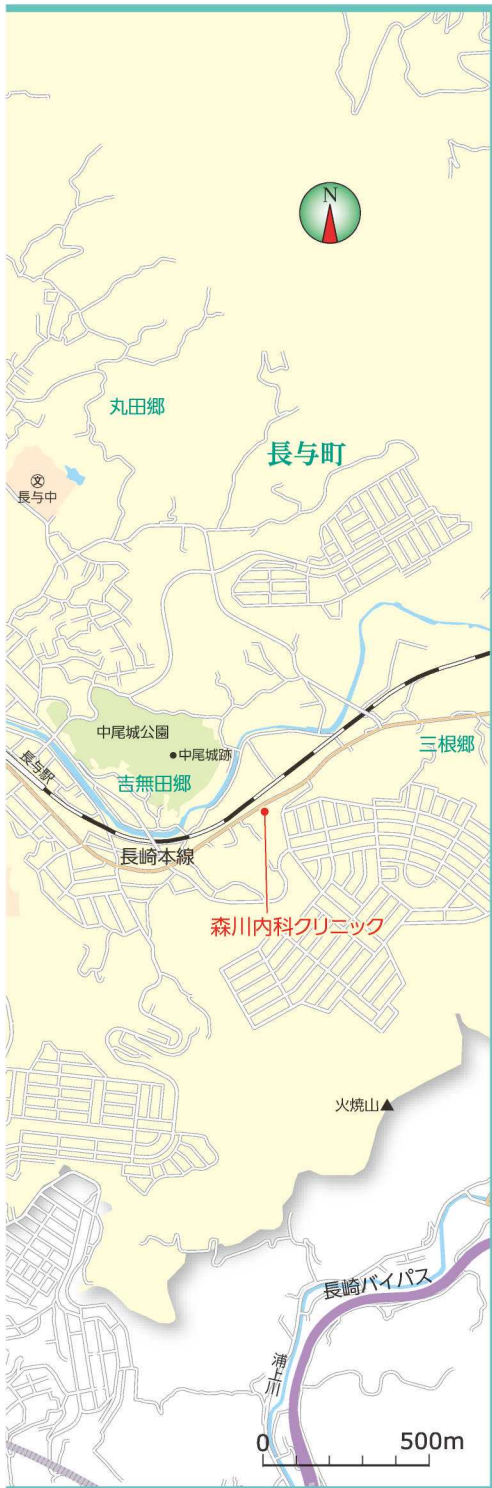 N
丸田郷
長与町
文
長与中
中尾城公園
中尾城跡
三根郷
長与駅
吉無田郷
長崎本線
森川内科クリニック
火焼山
長崎バイパス
浦上川
0 500m